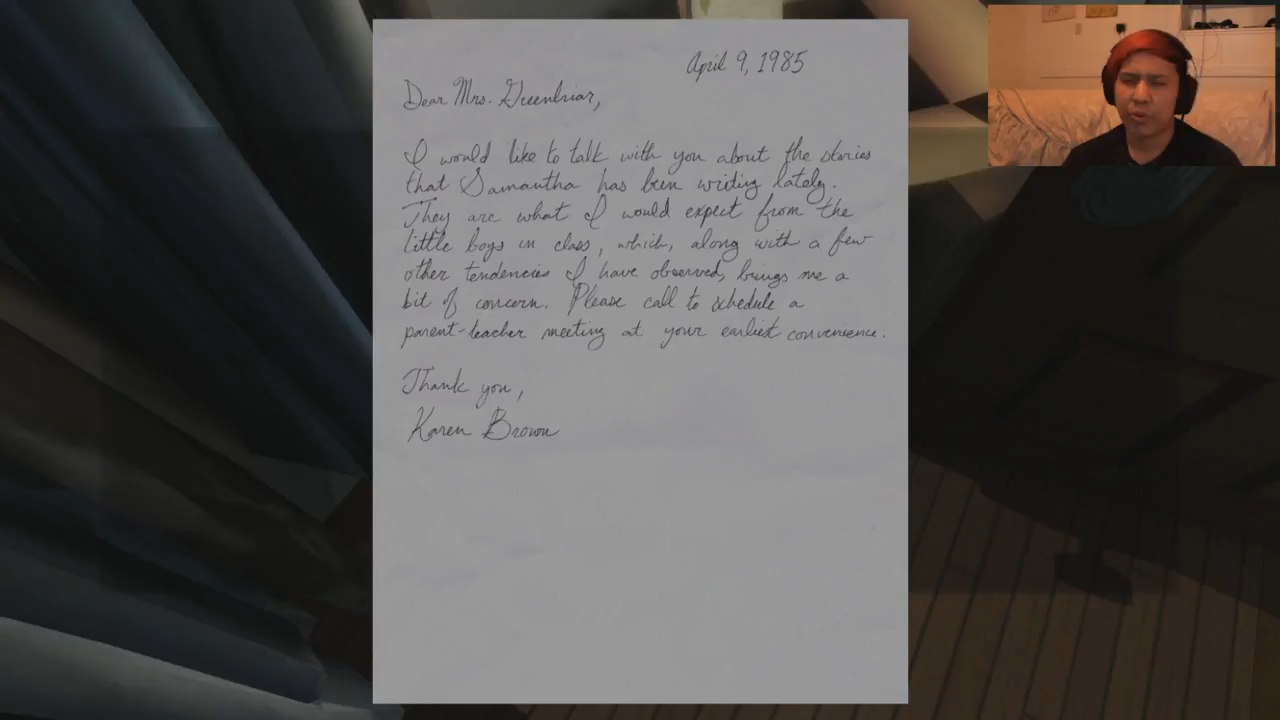 April 9, 1985
Dear Mrs. Greenbriar,
I would like to talk with you about the stories
that Samantha has been writing lately.
They are what I would expect from the
little boys in class, which, along with a few
other tendencies I have observed, brings me a
bit of concern. Please call to schedule a
parent-teacher meeting at your earliest convenience.
Thank you,
Karen Brown